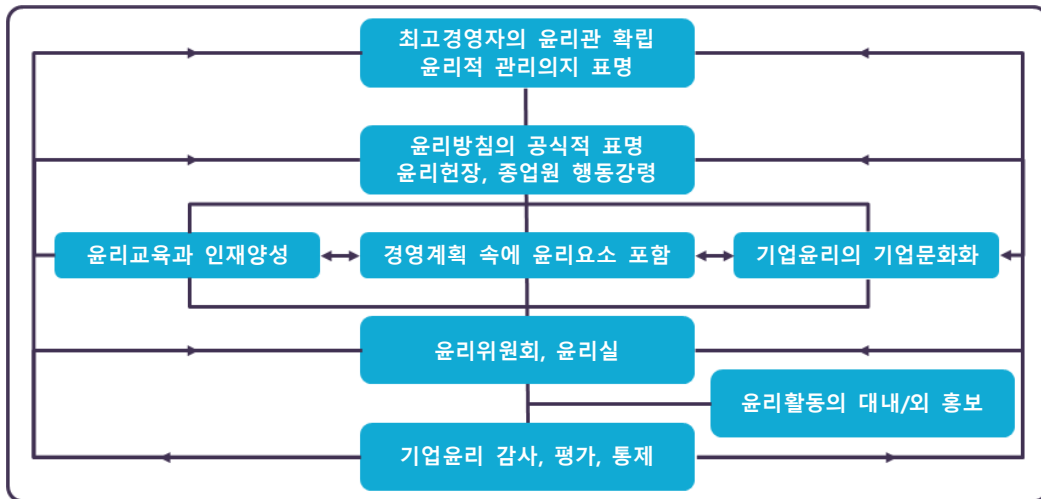 최고경영자의 윤리관 확립
윤리적 관리의지 표명
윤리방침의 공식적 표명
윤리헌장, 종업원 행동강령
윤리교육과 인재양성
경영계획 속에 윤리요소 포함
기업윤리의 기업문화화
윤리위원회, 윤리실
윤리활동의 대내/외 홍보
기업윤리 감사, 평가, 통제